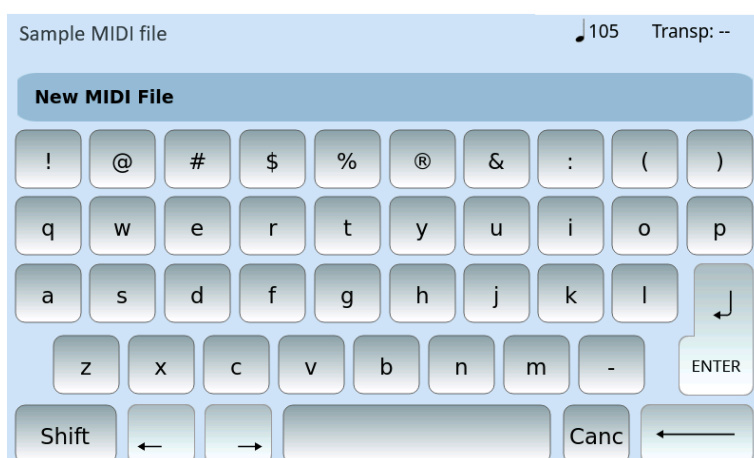 Sample MIDI file 105 Transp: --
New MIDI File
! @ # $ % ® & : ( )
q w e r t y u i o p
a s d f g h j k l
z x c v b n m - ENTER
Shift ← → Canc ←